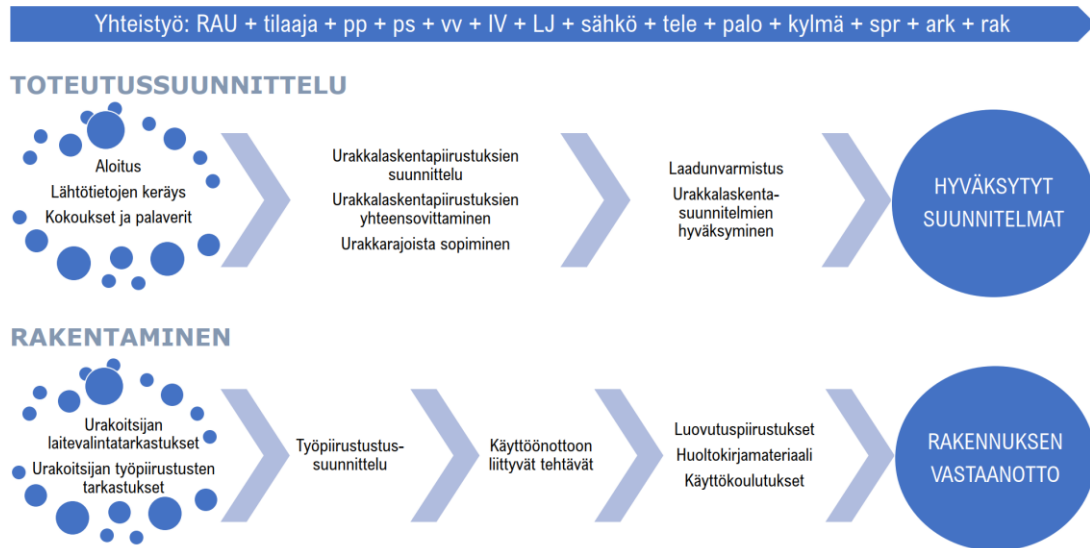 Yhteistyö: RAU + tilaaja + pp + ps + vv + IV + LJ + sähkö + tele + palo + kylmä + spr + ark + rak
TOTEUTUSSUUNNITTELU
Aloitus
Lähtötietojen keräys
Kokoukset ja palaverit
Urakkalaskentapiirustuksien
suunnittelu
Urakkalaskentapiirustuksien
yhteensovittaminen
Urakkarajoista sopiminen
Laadunvarmistus
Urakkalaskenta-
suunnitelmien
hyväksyminen
HYVÄKSYTYT
SUUNNITELMAT
RAKENTAMINEN
Urakoitsijan
laitevalintatarkastukset
Urakoitsijan työpiirustusten
tarkastukset
Työpiirustustus-
suunnittelu
Käyttöönottoon
liittyvät tehtävät
Luovutuspiirustukset
Huoltokirjamateriaali
Käyttökoulutukset
RAKENNUKSEN
VASTAANOTTO